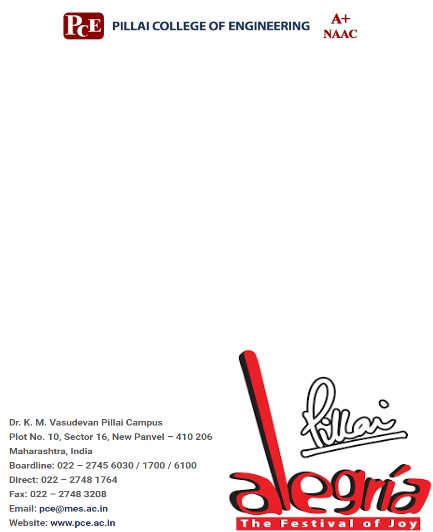 PCE PILLAI COLLEGE OF ENGINEERING A+
NAAC
Dr. K. M. Vasudevan Pillai Campus
Plot No. 10, Sector 16, New Panvel – 410 206
Maharashtra, India
Boardline: 022 – 2745 6030 / 1700 / 6100
Direct: 022 – 2748 1764
Fax: 022 – 2748 3208
Email: pce@mes.ac.in
Website: www.pce.ac.in
Pillai
alegría
The Festival of Joy